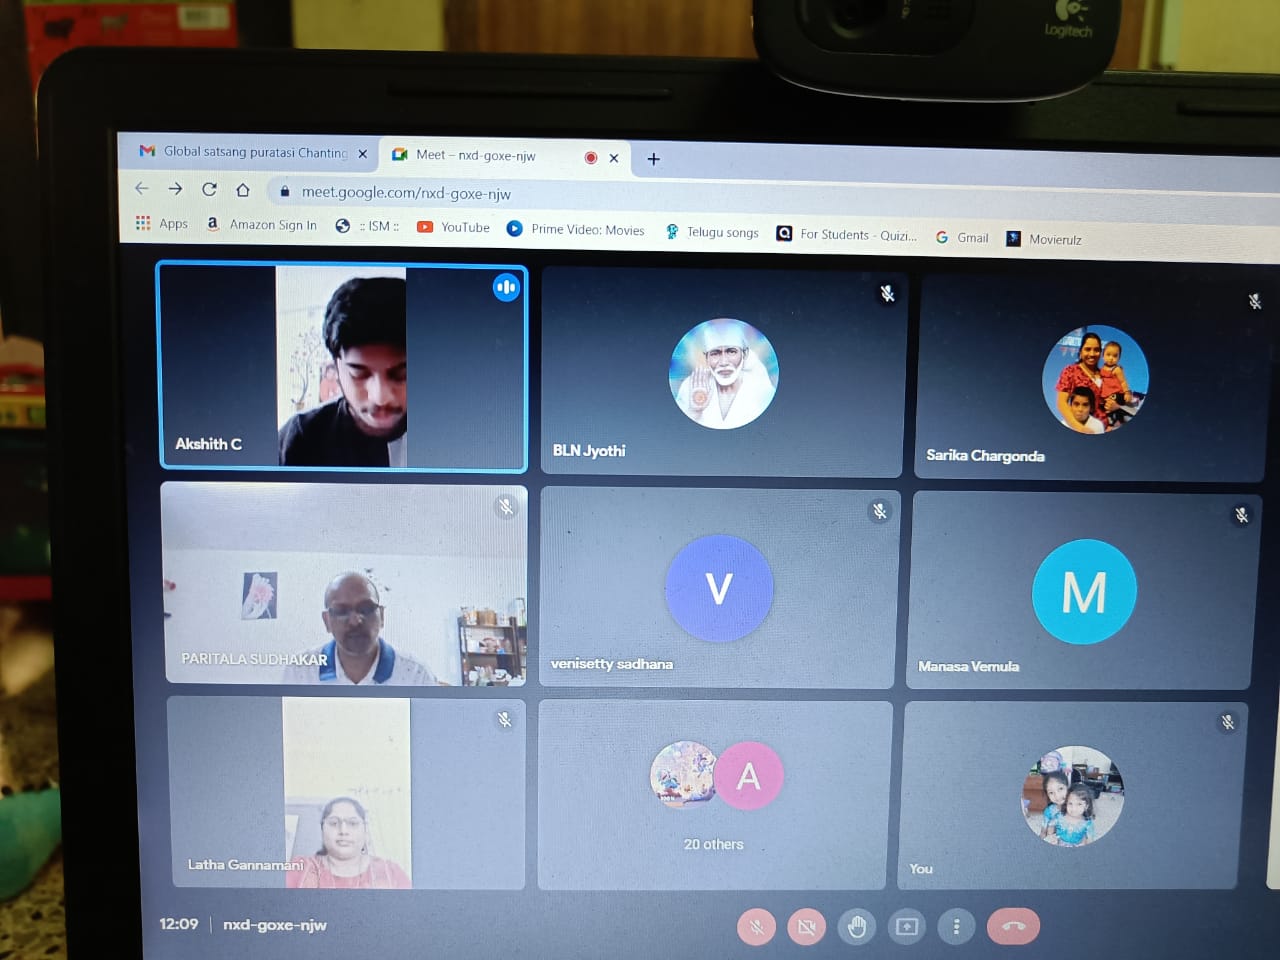 Logitech
Global satsang puratasi Chanting
Meet – nxd-goxe-njw
meet.google.com/nxd-goxe-njw
Apps
Amazon Sign In
:: ISM ::
YouTube
Prime Video: Movies
Telugu songs
For Students - Quizi...
Gmail
Movierulz
Akshith C
BLN Jyothi
Sarika Chargonda
V
M
PARITALA SUDHAKAR
venisetty sadhana
Manasa Vemula
A
20 others
Latha Gannamani
You
12:09 | nxd-goxe-njw